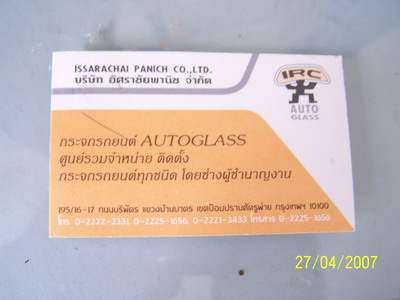 ISSARACHAI PANICH CO.,LTD.
บริษัท อิศราชัยพานิช จำกัด
IRC
AUTO
GLASS
กระจกรถยนต์ AUTOGLASS
ศูนย์รวมจำหน่าย ติดตั้ง
กระจกรถยนต์ทุกชนิด โดยช่างผู้ชำนาญงาน
195/16-17 ถนนบริพัตร แขวงบ้านบาตร เขตป้อมปราบศัตรูพ่าย กรุงเทพฯ 10100
โทร. 0-2222-2331, 0-2225-1656, 0-2221-3433 โทรสาร 0-2225-1656
27/04/2007